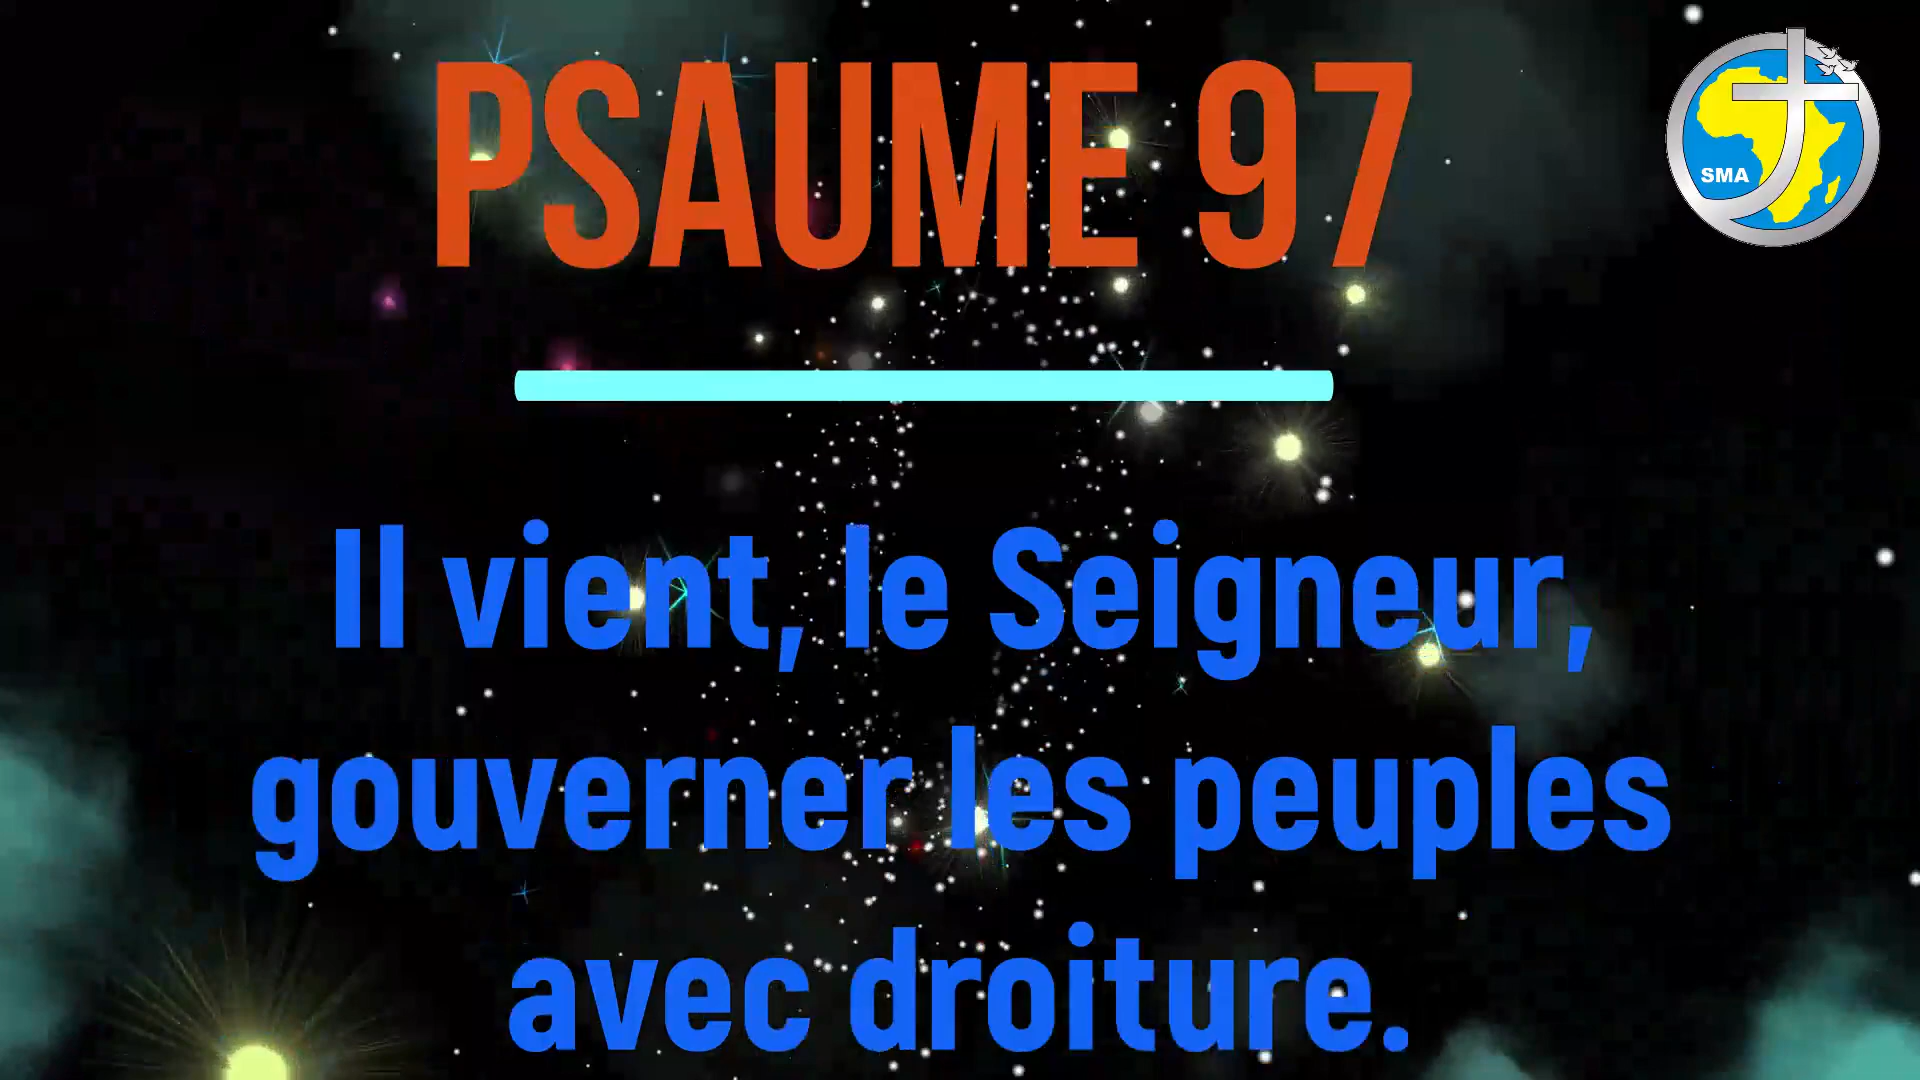 PSAUME 97
SMA
Il vient, le Seigneur,
gouverner les peuples
avec droiture.